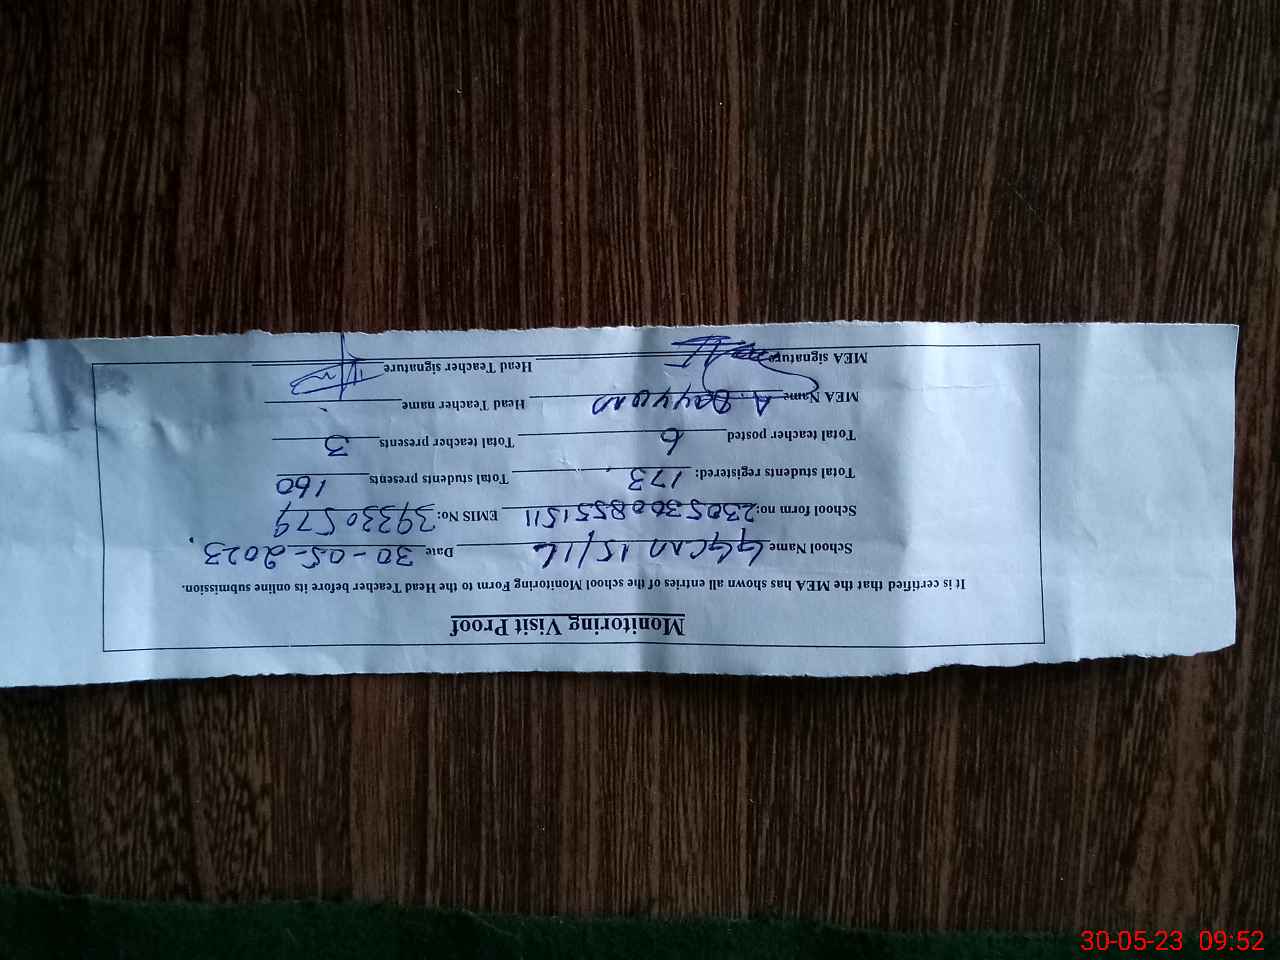 Monitoring Visit Proof
It is certified that the MEA has shown all entries of the school Monitoring Form to the Head Teacher before its online submission.
School Name 15/1L Date 30-05-2023
School form no: 23053008551511 EMIS No: 39330579
Total students registered: 173 Total students presents 160
Total teacher posted 6 Total teacher presents 3
MEA Name A. Qayyum Head Teacher name
MEA signature Head Teacher signature
30-05-23 09:52